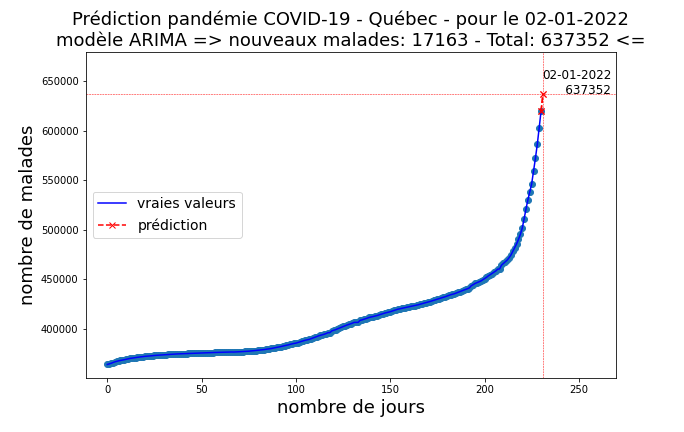 Prédiction pandémie COVID-19 - Québec - pour le 02-01-2022
modèle ARIMA => nouveaux malades: 17163 - Total: 637352 <=
02-01-2022
637352
650000
600000
550000
500000
450000
400000
nombre de malades
vraies valeurs
prédiction
0 50 100 150 200 250
nombre de jours